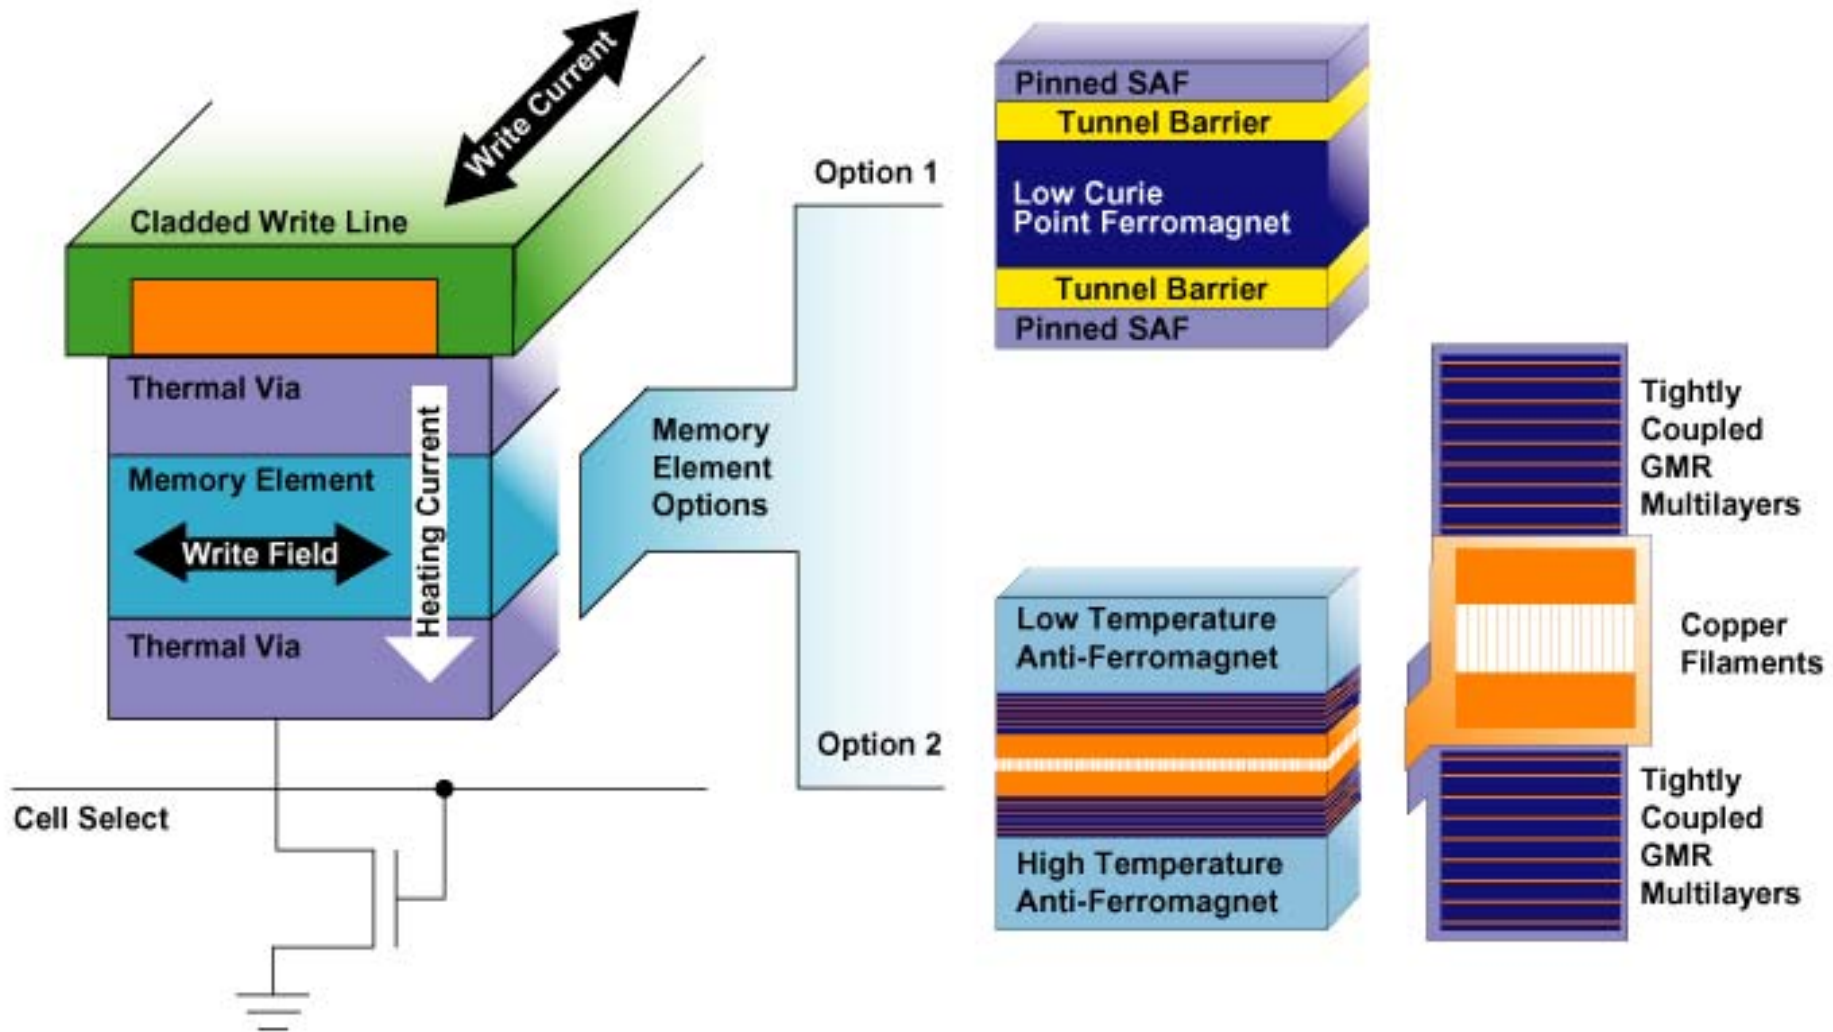 Write Current
Cladded Write Line
Thermal Via
Memory Element
Write Field
Heating Current
Thermal Via
Cell Select
Memory
Element
Options
Option 1
Option 2
Pinned SAF
Tunnel Barrier
Low Curie
Point Ferromagnet
Tunnel Barrier
Pinned SAF
Low Temperature
Anti-Ferromagnet
High Temperature
Anti-Ferromagnet
Tightly
Coupled
GMR
Multilayers
Copper
Filaments
Tightly
Coupled
GMR
Multilayers